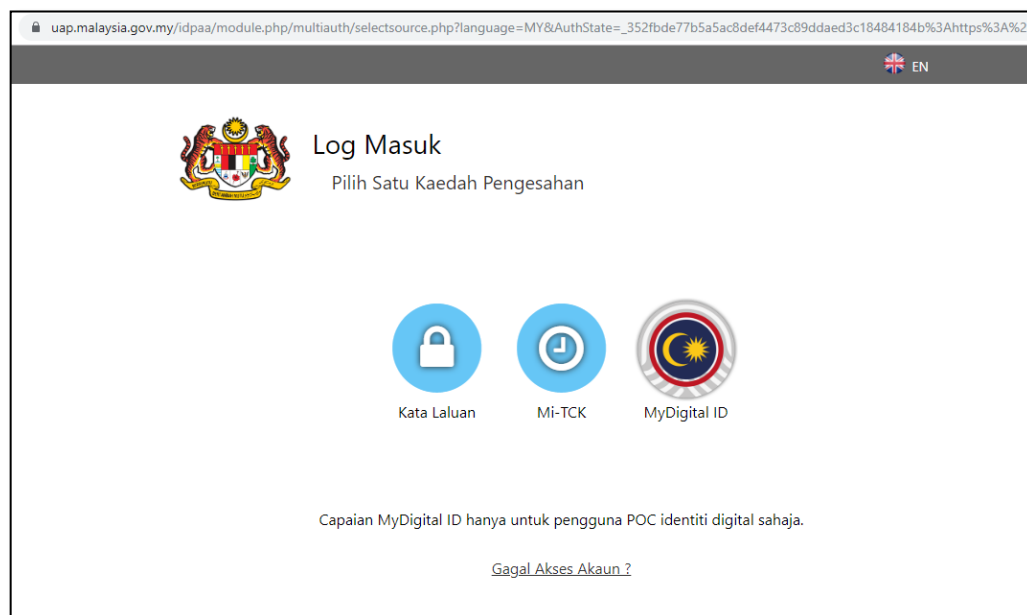 uap.malaysia.gov.my/idpaa/module.php/multiauth/selectsource.php?language=MY&AuthState=_352fbde77b5a5ac8def4473c89ddaed3c18484184b%3Ahttps%3A%2
EN
Log Masuk
Pilih Satu Kaedah Pengesahan
Kata Laluan
Mi-TCK
MyDigital ID
Capaian MyDigital ID hanya untuk pengguna POC identiti digital sahaja.
Gagal Akses Akaun ?